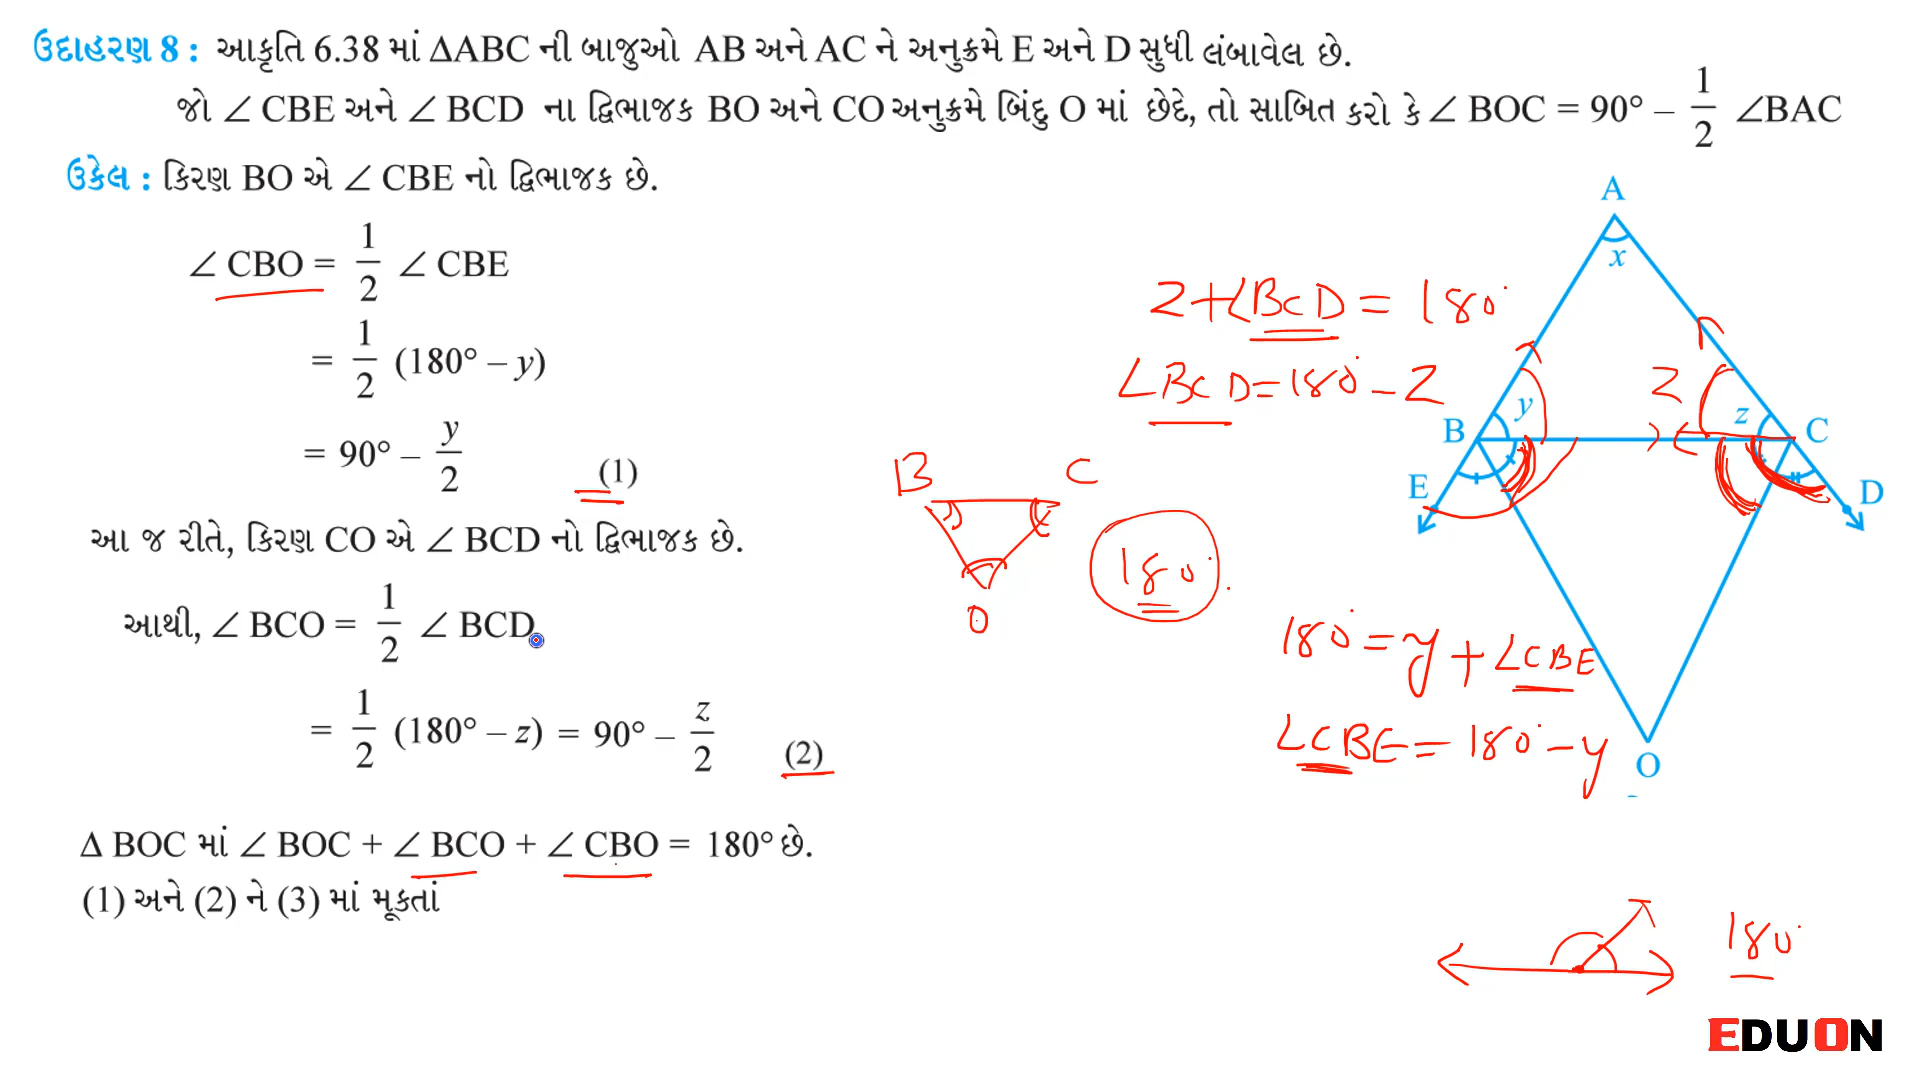 ઉદાહરણ 8 : આકૃતિ 6.38 માં ΔABC ની બાજુઓ AB અને AC ને અનુક્રમે E અને D સુધી લંબાવેલ છે.
જો ∠ CBE અને ∠ BCD ના દ્વિભાજક BO અને CO અનુક્રમે બિંદુ O માં છેદે, તો સાબિત કરો કે ∠ BOC = 90° – 1/2 ∠BAC
ઉકેલ : કિરણ BO એ ∠ CBE નો દ્વિભાજક છે.
∠ CBO = 1/2 ∠ CBE
= 1/2 (180° – y)
= 90° – y/2 (1)
આ જ રીતે, કિરણ CO એ ∠ BCD નો દ્વિભાજક છે.
આથી, ∠ BCO = 1/2 ∠ BCD
= 1/2 (180° – z) = 90° – z/2 (2)
Δ BOC માં ∠ BOC + ∠ BCO + ∠ CBO = 180° છે.
(1) અને (2) ને (3) માં મૂકતાં
A
x
Z+∠BCD = 180°
∠BCD = 180° – Z
Z
y
z
B
C
E
D
B C
180°
O
180° = y + ∠CBE
∠CBE = 180° – y
O
180°
EDUON